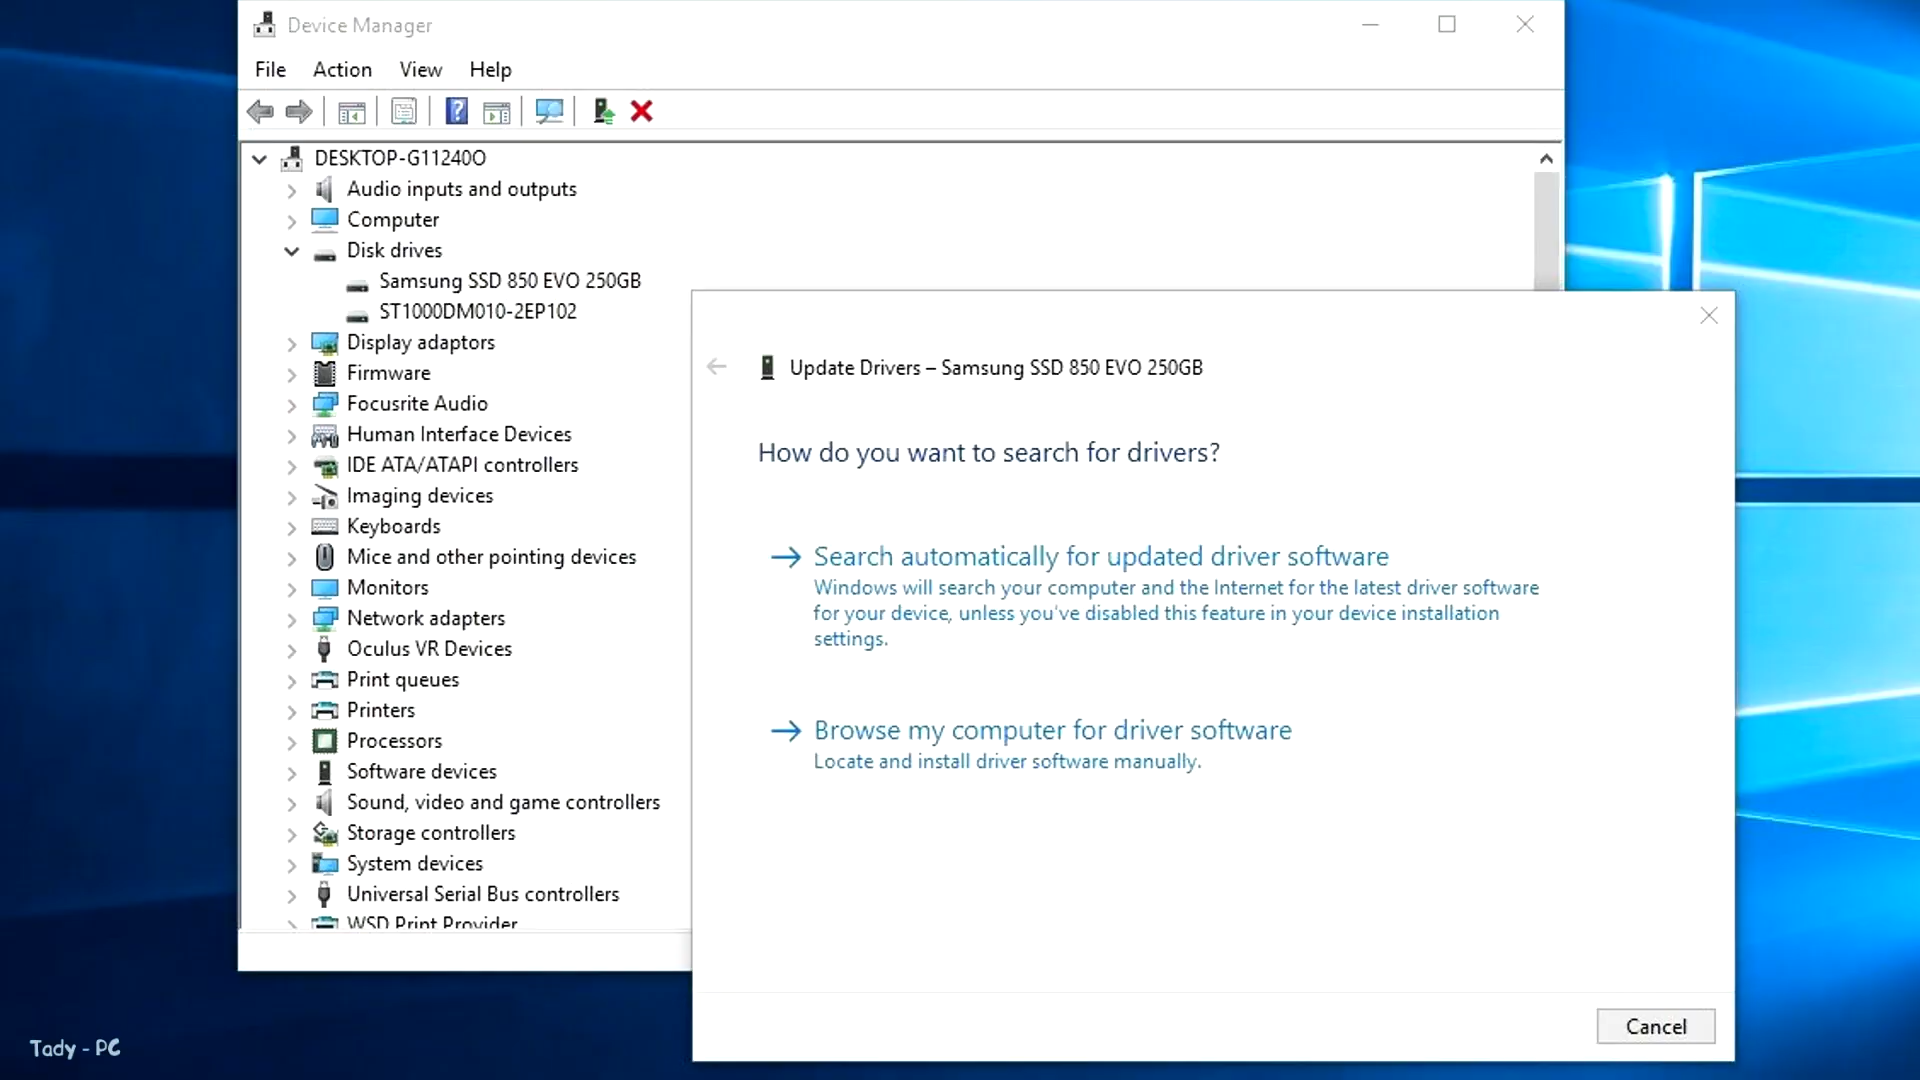 Device Manager
File Action View Help
DESKTOP-G11240O
Audio inputs and outputs
Computer
Disk drives
Samsung SSD 850 EVO 250GB
ST1000DM010-2EP102
Display adaptors
Firmware
Focusrite Audio
Human Interface Devices
IDE ATA/ATAPI controllers
Imaging devices
Keyboards
Mice and other pointing devices
Monitors
Network adapters
Oculus VR Devices
Print queues
Printers
Processors
Software devices
Sound, video and game controllers
Storage controllers
System devices
Universal Serial Bus controllers
WSD Print Provider
Update Drivers – Samsung SSD 850 EVO 250GB
How do you want to search for drivers?
Search automatically for updated driver software
Windows will search your computer and the Internet for the latest driver software
for your device, unless you've disabled this feature in your device installation
settings.
Browse my computer for driver software
Locate and install driver software manually.
Cancel
Tady - PC